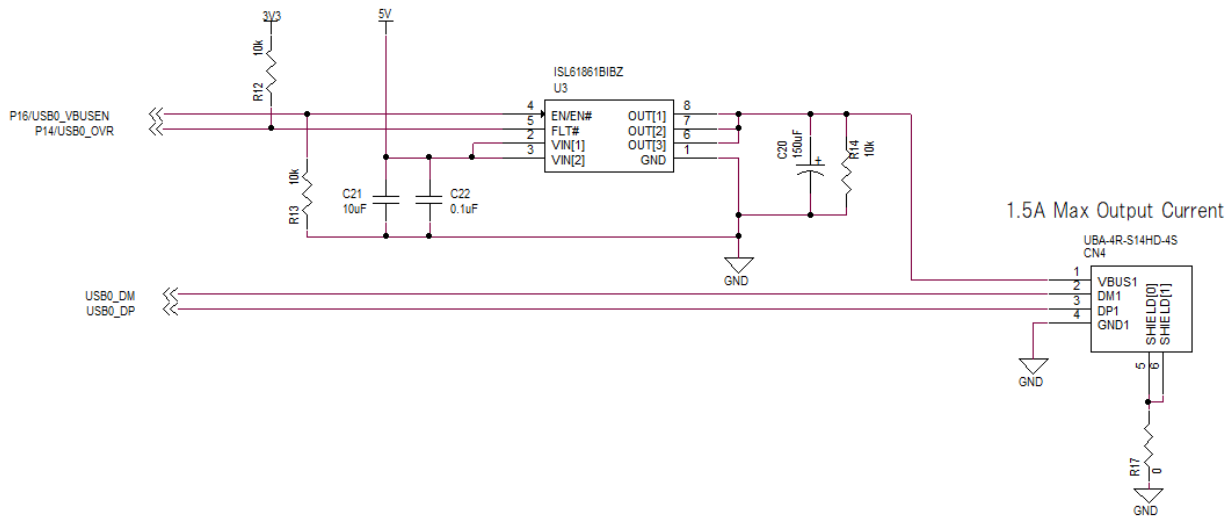 3V3
5V
10k
R12
ISL61861BIBZ
U3
P16/USB0_VBUSEN
P14/USB0_OVR
4 EN/EN# OUT[1] 8
5 FLT# OUT[2] 7
2 VIN[1] OUT[3] 6
3 VIN[2] GND 1
C20
150uF
+
R14
10k
10k
R13
C21
10uF
C22
0.1uF
GND
1.5A Max Output Current
UBA-4R-S14HD-4S
CN4
USB0_DM
USB0_DP
1 VBUS1
2 DM1
3 DP1
4 GND1
SHIELD[0]
SHIELD[1]
5
6
GND
R17
0
GND